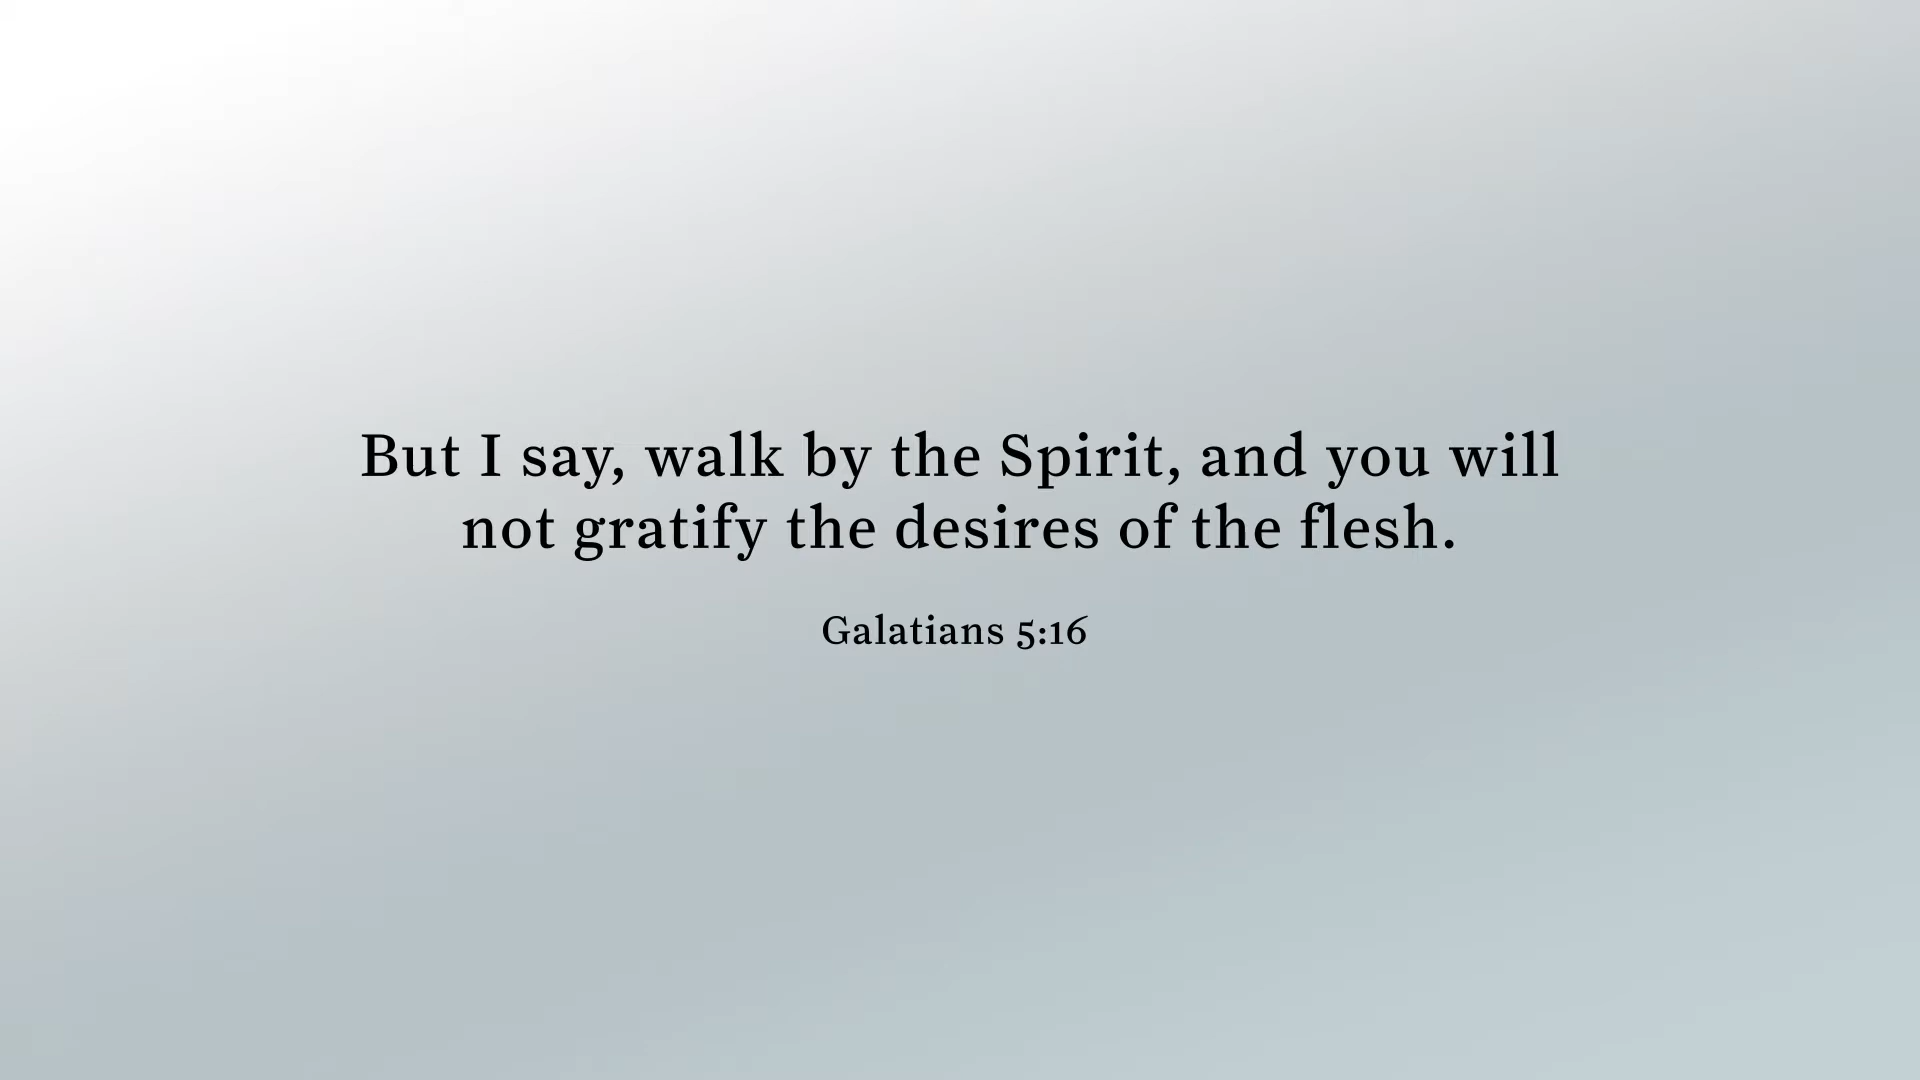 But I say, walk by the Spirit, and you will
not gratify the desires of the flesh.
Galatians 5:16